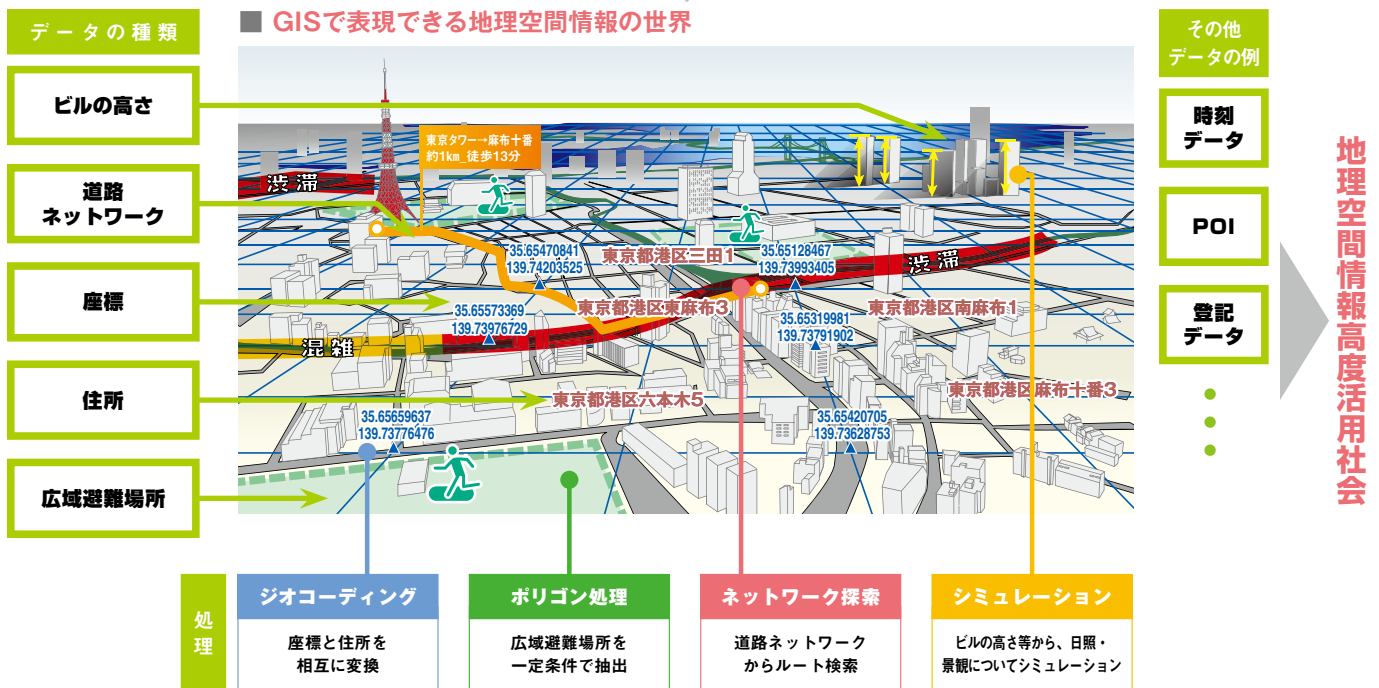 ■ GISで表現できる地理空間情報の世界
データの種類
ビルの高さ
道路
ネットワーク
座標
住所
広域避難場所
東京タワー→麻布十番
約1km_徒歩13分
渋滞
35.65470841
139.74203525
東京都港区三田1
35.65128467
139.73993405
渋滞
35.65573369
139.73976729
東京都港区東麻布3
35.65319981
139.73791902
東京都港区南麻布1
混雑
東京都港区六本木5
東京都港区麻布十番3
35.65659637
139.73776476
35.65420705
139.73628753
その他
データの例
時刻
データ
POI
登記
データ
地理空間情報高度活用社会
処理
ジオコーディング
座標と住所を
相互に変換
ポリゴン処理
広域避難場所を
一定条件で抽出
ネットワーク探索
道路ネットワーク
からルート検索
シミュレーション
ビルの高さ等から、日照・
景観についてシミュレーション